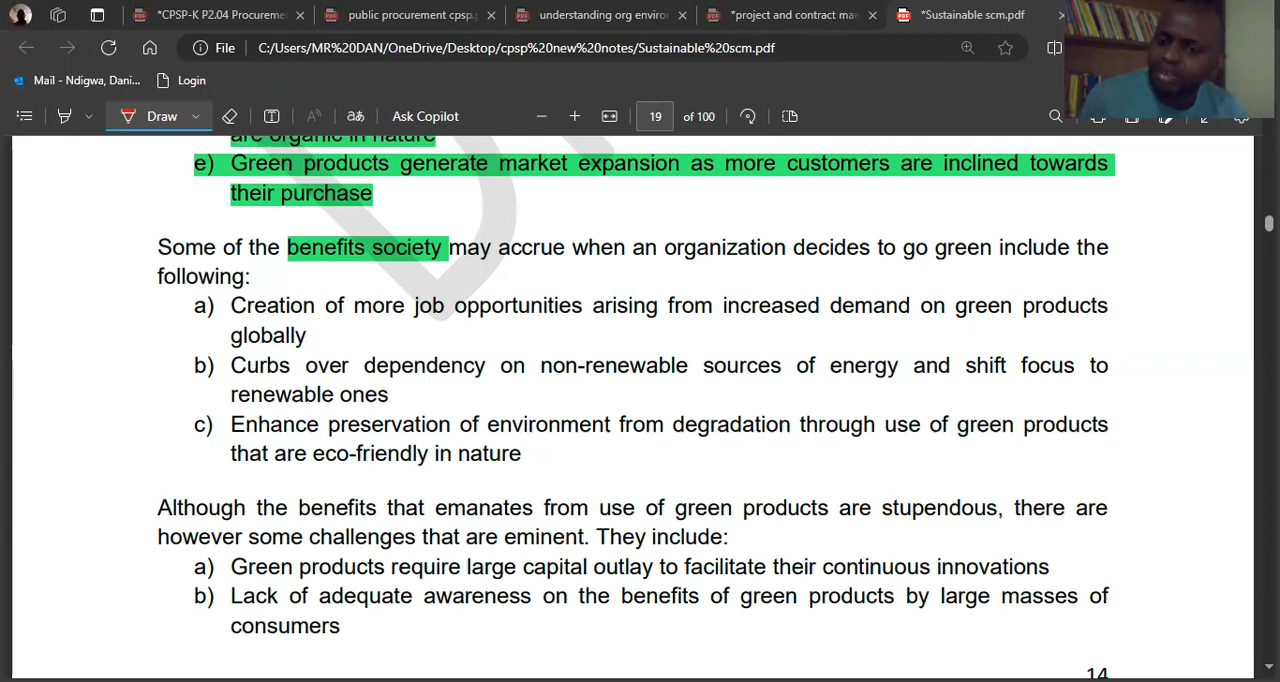 *CPSP-K P2.04 Procureme
public procurement cpsp.
understanding org enviror
*project and contract mar
*Sustainable scm.pdf
File C:/Users/MR%20DAN/OneDrive/Desktop/cpsp%20new%20notes/Sustainable%20scm.pdf
Mail - Ndigwa, Dani... Login
Draw aあ Ask Copilot 19 of 100
are organic in nature
e) Green products generate market expansion as more customers are inclined towards
their purchase
Some of the benefits society may accrue when an organization decides to go green include the
following:
a) Creation of more job opportunities arising from increased demand on green products
globally
b) Curbs over dependency on non-renewable sources of energy and shift focus to
renewable ones
c) Enhance preservation of environment from degradation through use of green products
that are eco-friendly in nature
Although the benefits that emanates from use of green products are stupendous, there are
however some challenges that are eminent. They include:
a) Green products require large capital outlay to facilitate their continuous innovations
b) Lack of adequate awareness on the benefits of green products by large masses of
consumers
14